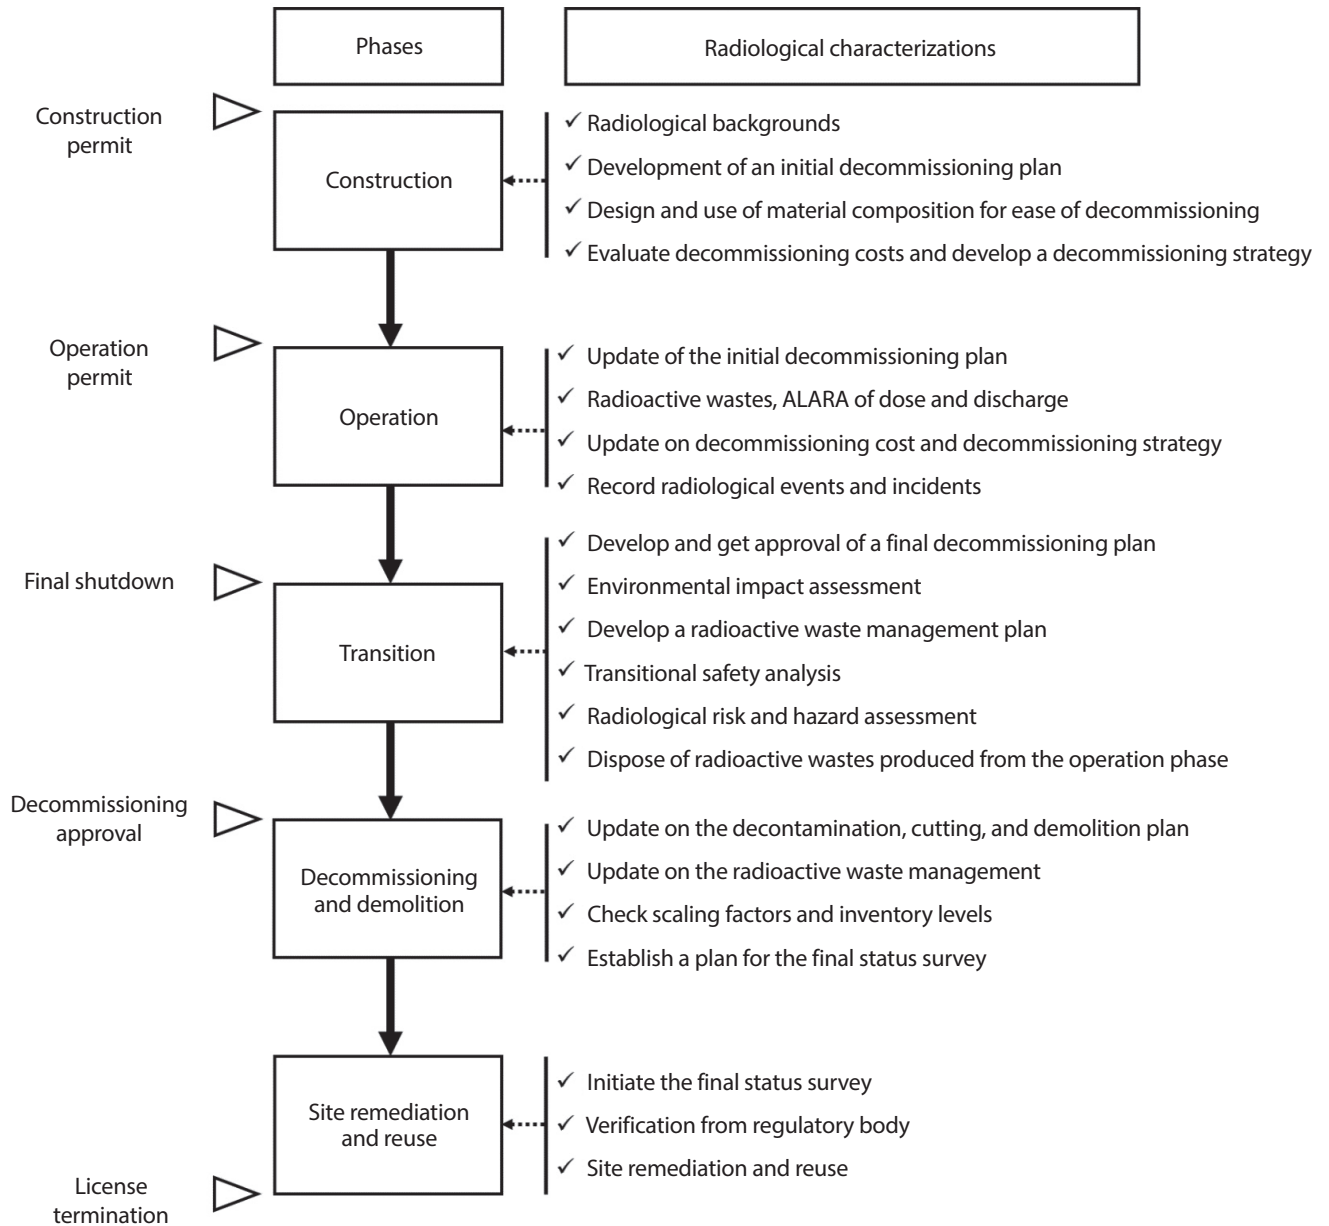 Phases
Radiological characterizations
Construction
permit
Construction
✓ Radiological backgrounds
✓ Development of an initial decommissioning plan
✓ Design and use of material composition for ease of decommissioning
✓ Evaluate decommissioning costs and develop a decommissioning strategy
Operation
permit
Operation
✓ Update of the initial decommissioning plan
✓ Radioactive wastes, ALARA of dose and discharge
✓ Update on decommissioning cost and decommissioning strategy
✓ Record radiological events and incidents
Final shutdown
Transition
✓ Develop and get approval of a final decommissioning plan
✓ Environmental impact assessment
✓ Develop a radioactive waste management plan
✓ Transitional safety analysis
✓ Radiological risk and hazard assessment
✓ Dispose of radioactive wastes produced from the operation phase
Decommissioning
approval
Decommissioning
and demolition
✓ Update on the decontamination, cutting, and demolition plan
✓ Update on the radioactive waste management
✓ Check scaling factors and inventory levels
✓ Establish a plan for the final status survey
Site remediation
and reuse
✓ Initiate the final status survey
✓ Verification from regulatory body
✓ Site remediation and reuse
License
termination